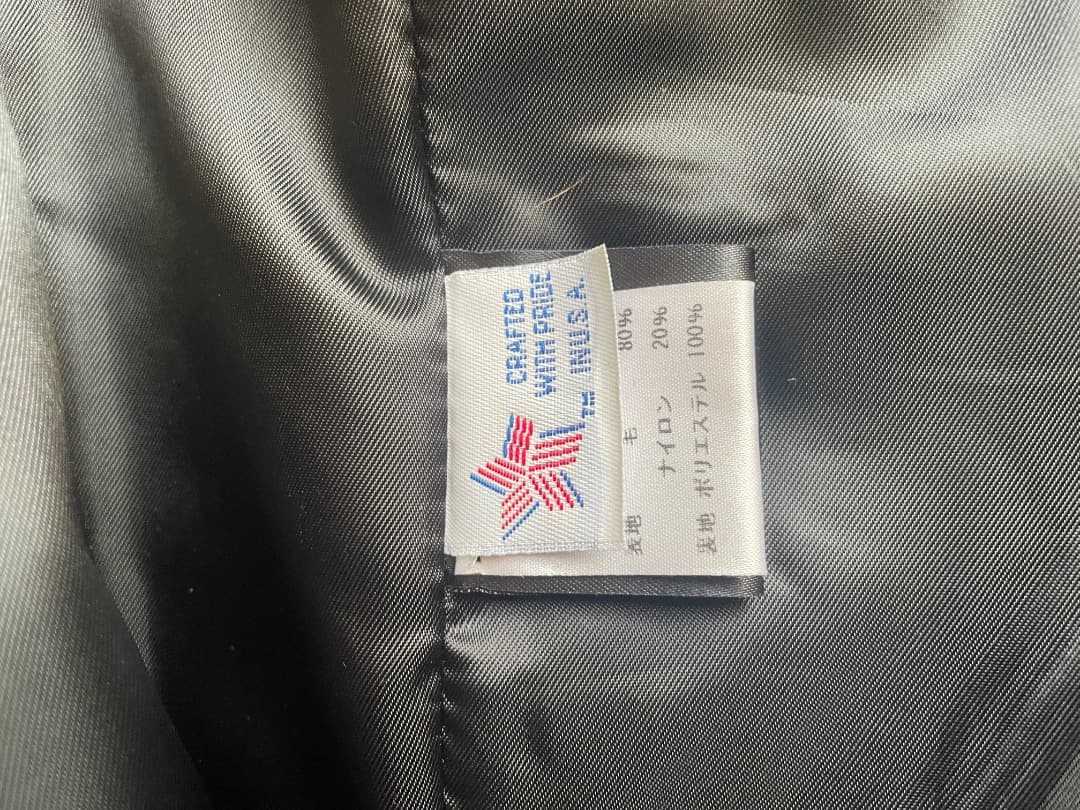 CRAFTED
WITH PRIDE
IN U.S.A.
TM
表地 毛 80%
ナイロン 20%
裏地 ポリエステル 100%